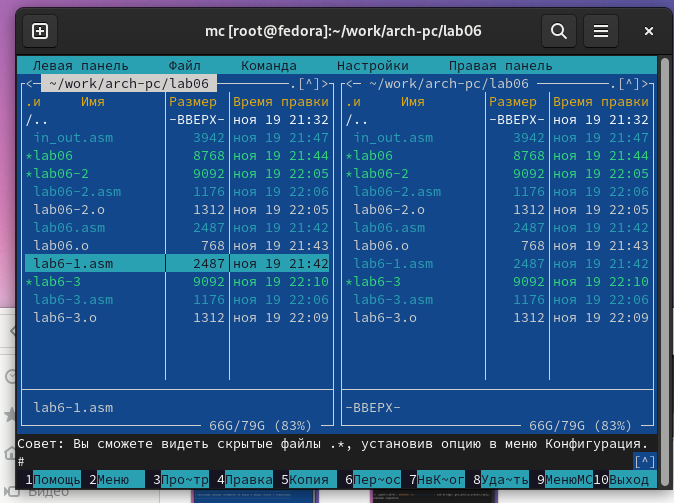 mc [root@fedora]:~/work/arch-pc/lab06
Левая панель Файл Команда Настройки Правая панель
<— ~/work/arch-pc/lab06 .[^]> <— ~/work/arch-pc/lab06 .[^]>
.и Имя Размер Время правки .и Имя Размер Время правки
/.. -ВВЕРХ- ноя 19 21:32 /.. -ВВЕРХ- ноя 19 21:32
in_out.asm 3942 ноя 19 21:47 in_out.asm 3942 ноя 19 21:47
*lab06 8768 ноя 19 21:44 *lab06 8768 ноя 19 21:44
*lab06-2 9092 ноя 19 22:05 *lab06-2 9092 ноя 19 22:05
lab06-2.asm 1176 ноя 19 22:06 lab06-2.asm 1176 ноя 19 22:06
lab06-2.o 1312 ноя 19 22:05 lab06-2.o 1312 ноя 19 22:05
lab06.asm 2487 ноя 19 21:42 lab06.asm 2487 ноя 19 21:42
lab06.o 768 ноя 19 21:43 lab06.o 768 ноя 19 21:43
lab6-1.asm 2487 ноя 19 21:42 lab6-1.asm 2487 ноя 19 21:42
*lab6-3 9092 ноя 19 22:10 *lab6-3 9092 ноя 19 22:10
lab6-3.asm 1176 ноя 19 22:06 lab6-3.asm 1176 ноя 19 22:06
lab6-3.o 1312 ноя 19 22:09 lab6-3.o 1312 ноя 19 22:09
lab6-1.asm -ВВЕРХ-
66G/79G (83%) 66G/79G (83%)
Совет: Вы сможете видеть скрытые файлы .*, установив опцию в меню Конфигурация.
# [^]
1Помощь 2Меню 3Про~тр 4Правка 5Копия 6Пер~ос 7НвК~ог 8Уда~ть 9МенюMC 10Выход
Видео